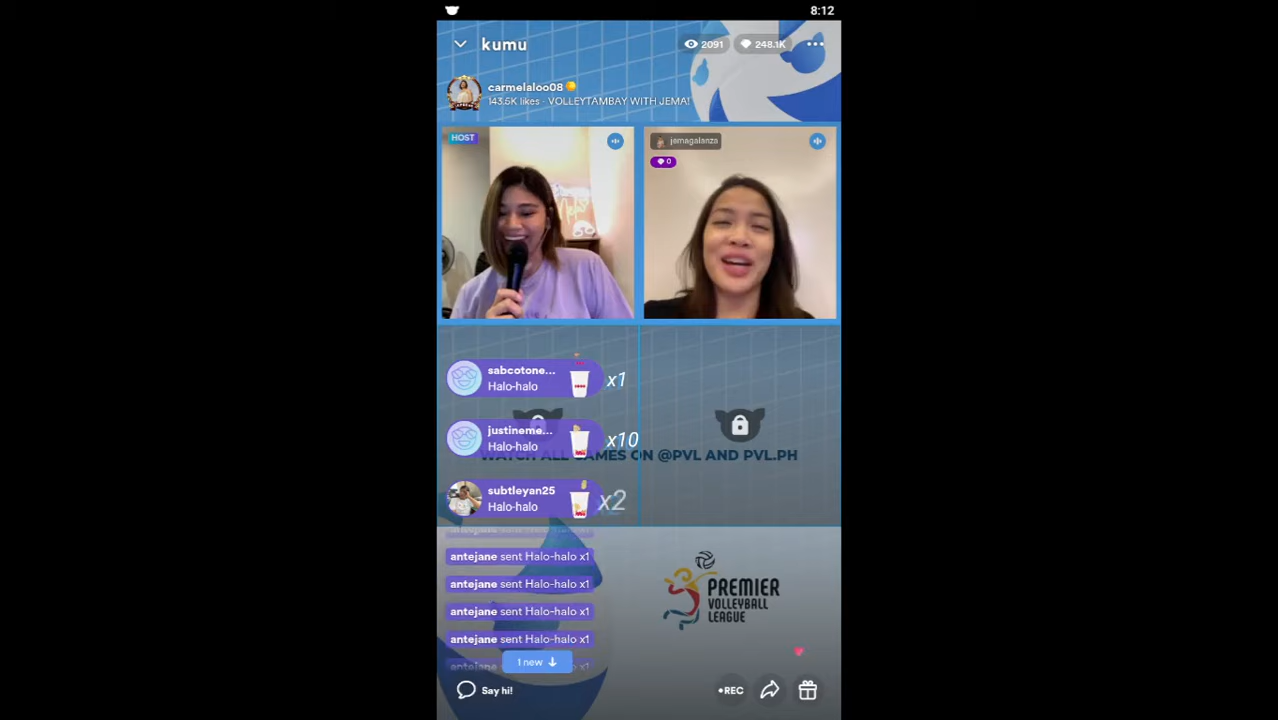 8:12
kumu
2091
248.1K
carmelaloo08
143.5K likes · VOLLEYTAMBAY WITH JEMA!
HOST
jemagalanza
0
sabcotone...
Halo-halo
x1
justineme...
Halo-halo
x10
WATCH ALL GAMES ON @PVL AND PVL.PH
subtleyan25
Halo-halo
x2
antejane sent Halo-halo x1
antejane sent Halo-halo x1
antejane sent Halo-halo x1
antejane sent Halo-halo x1
PREMIER
VOLLEYBALL
LEAGUE
1 new
Say hi!
•REC